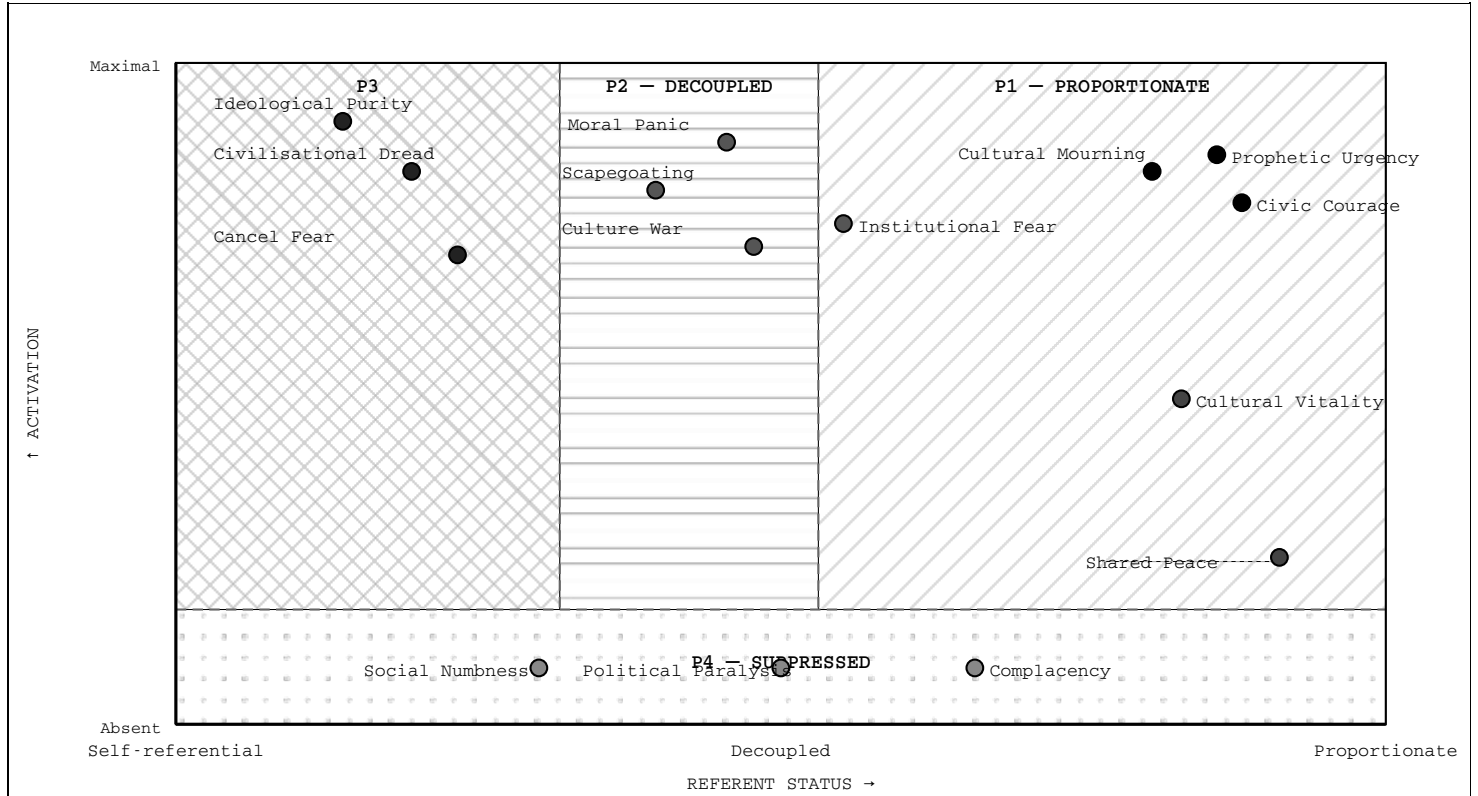 Maximal
P3
P2 — DECOUPLED
P1 — PROPORTIONATE
Ideological Purity
Moral Panic
Civilisational Dread
Cultural Mourning
Prophetic Urgency
Scapegoating
Civic Courage
Cancel Fear
Culture War
Institutional Fear
↑ ACTIVATION
Cultural Vitality
Shared Peace
P4 — SUPPRESSED
Social Numbness
Political Paralysis
Complacency
Absent
Self-referential
Decoupled
Proportionate
REFERENT STATUS →